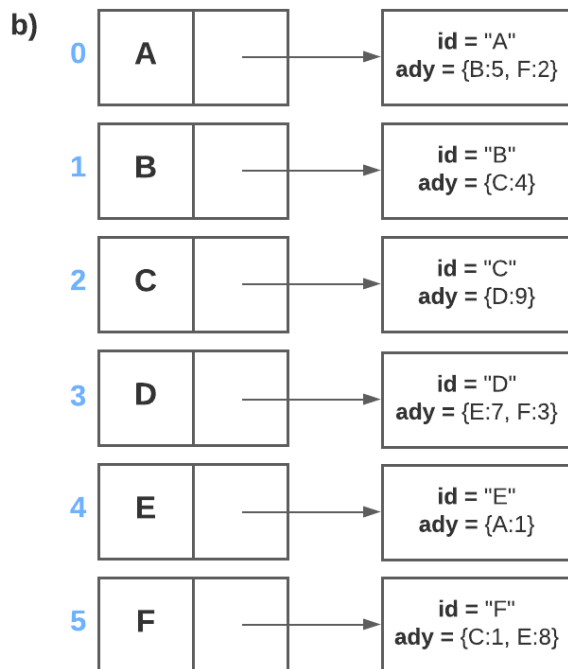 b)
0 A id = "A"
ady = {B:5, F:2}
1 B id = "B"
ady = {C:4}
2 C id = "C"
ady = {D:9}
3 D id = "D"
ady = {E:7, F:3}
4 E id = "E"
ady = {A:1}
5 F id = "F"
ady = {C:1, E:8}